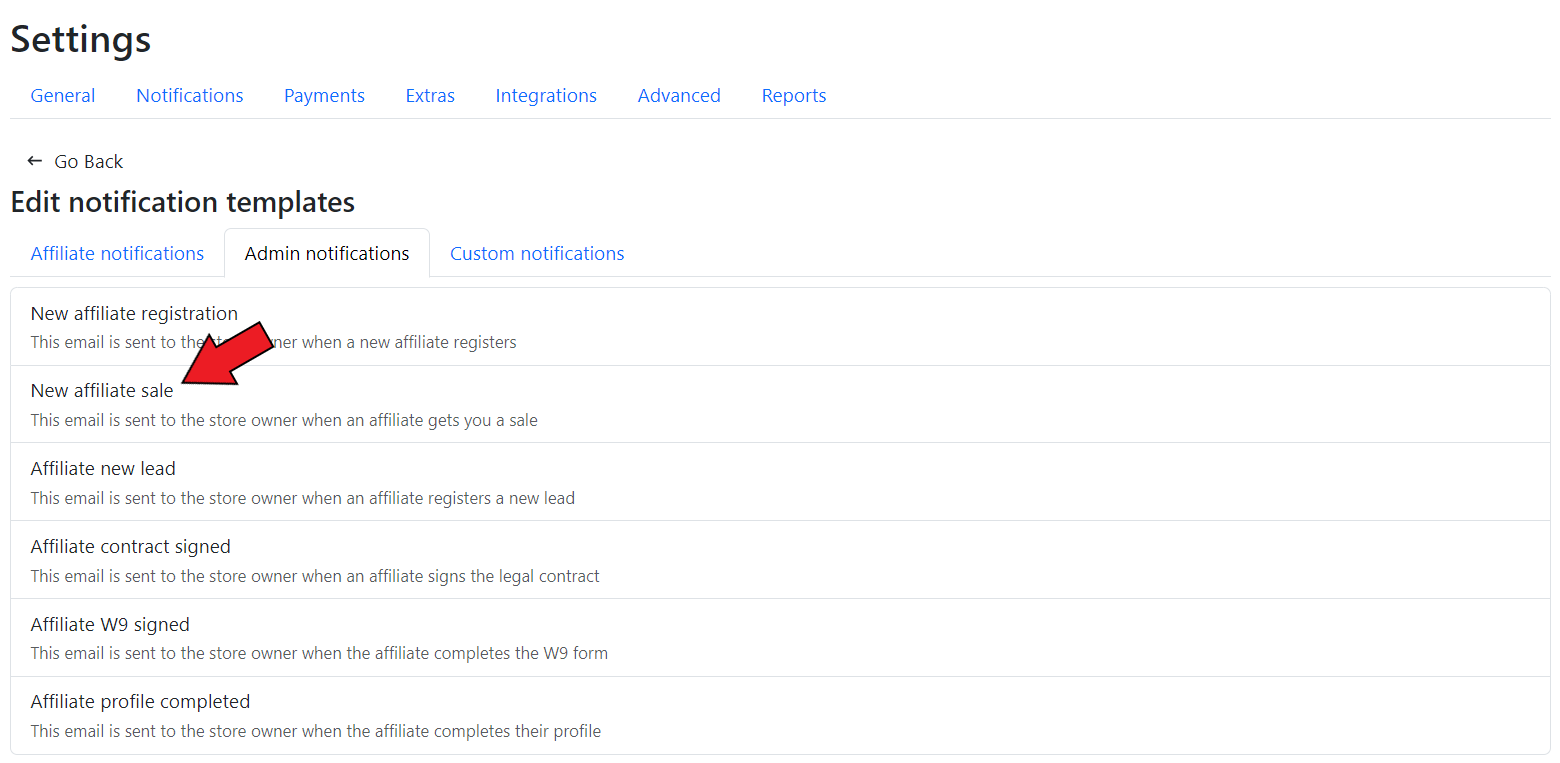 Settings
General Notifications Payments Extras Integrations Advanced Reports
← Go Back
Edit notification templates
Affiliate notifications Admin notifications Custom notifications
New affiliate registration
This email is sent to the ner when a new affiliate registers
New affiliate sale
This email is sent to the store owner when an affiliate gets you a sale
Affiliate new lead
This email is sent to the store owner when an affiliate registers a new lead
Affiliate contract signed
This email is sent to the store owner when an affiliate signs the legal contract
Affiliate W9 signed
This email is sent to the store owner when the affiliate completes the W9 form
Affiliate profile completed
This email is sent to the store owner when the affiliate completes their profile